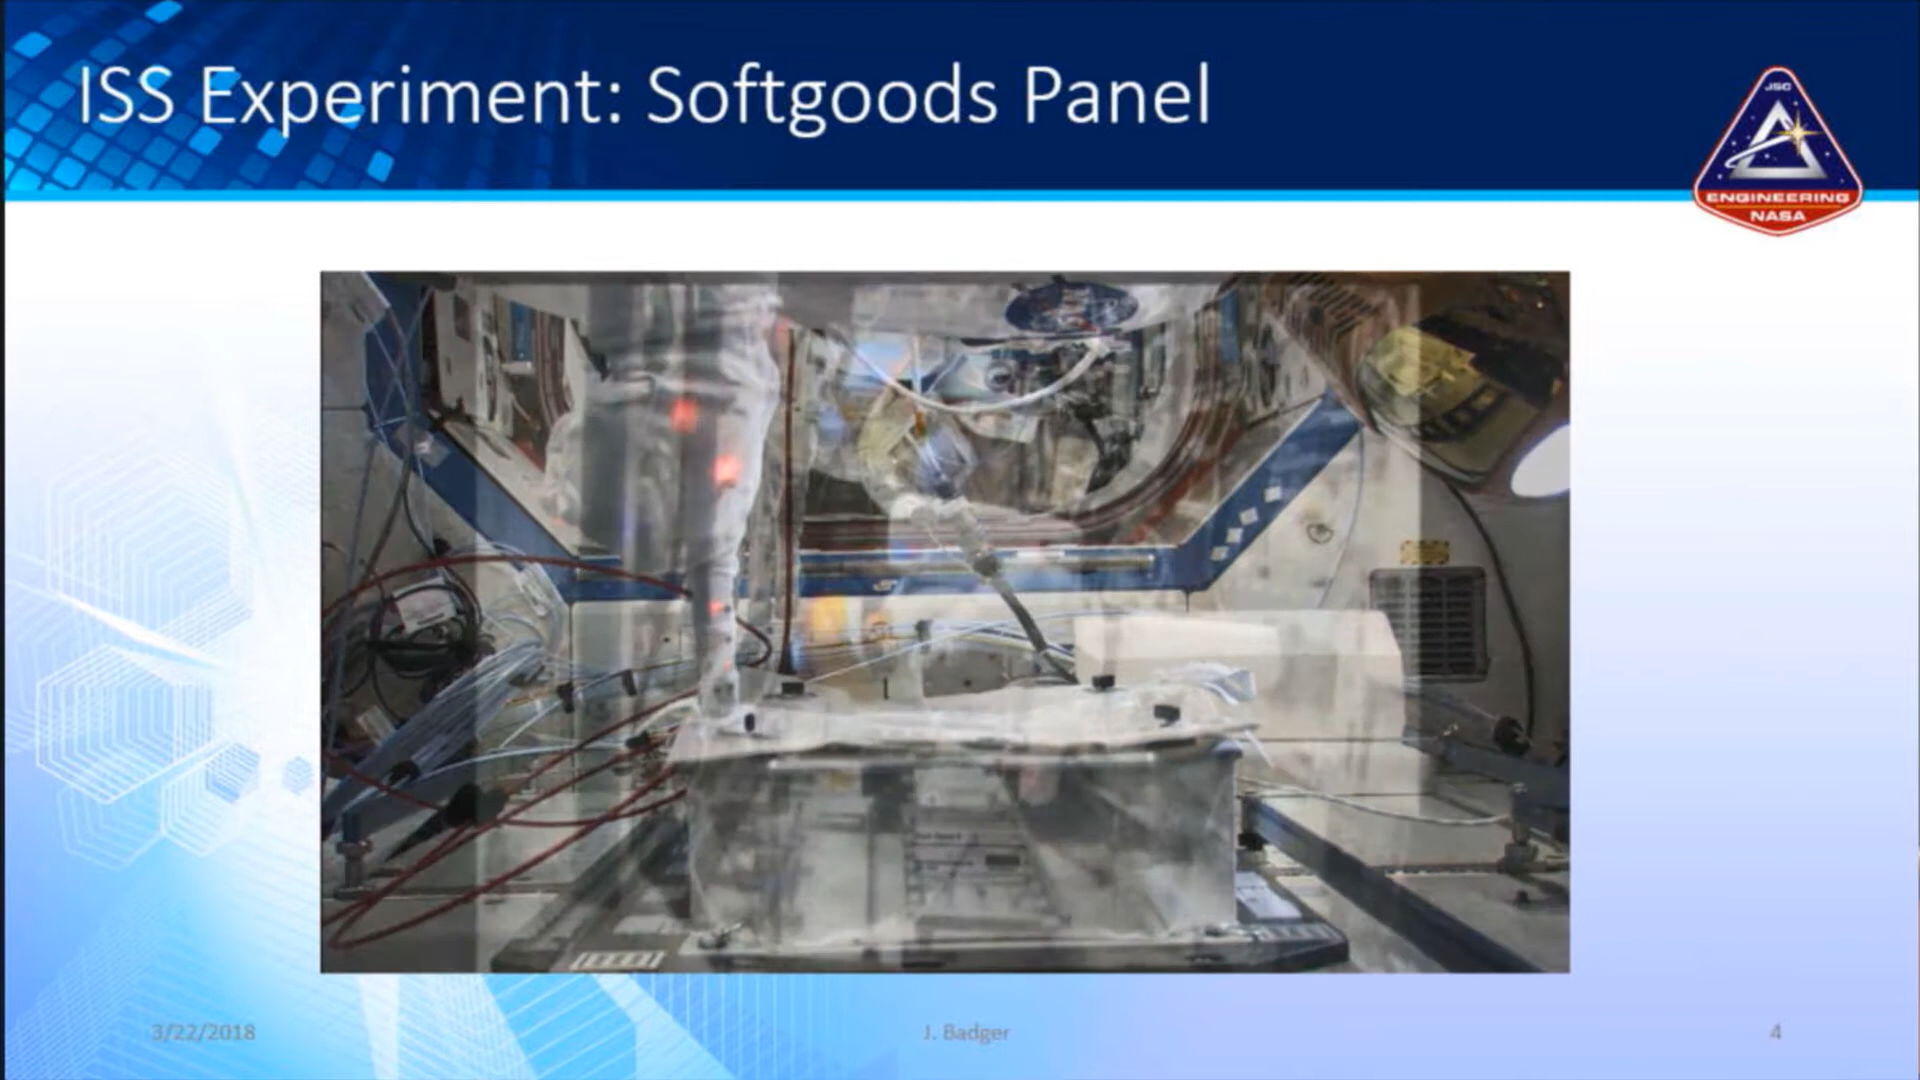 ISS Experiment: Softgoods Panel
JSC
ENGINEERING
NASA
3/22/2018
J. Badger
4